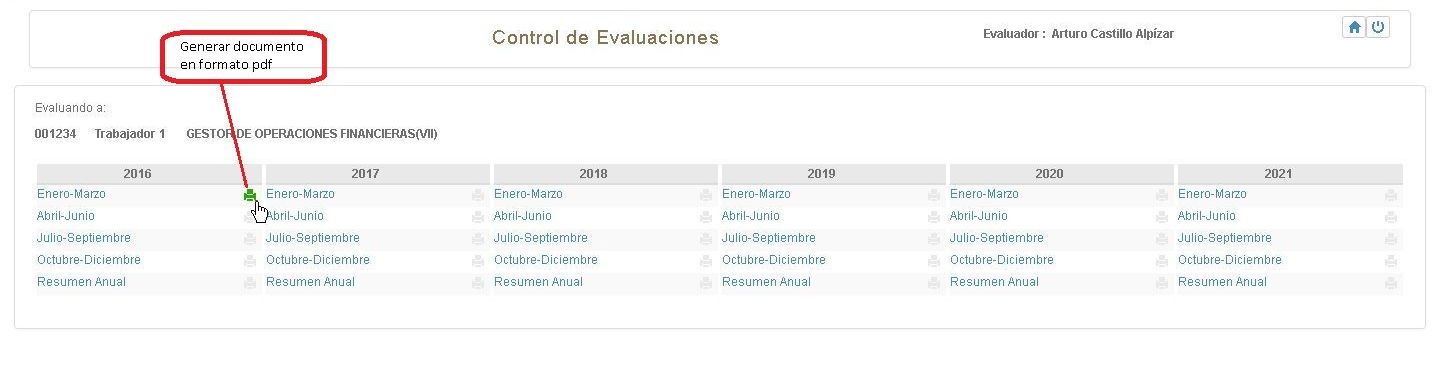 Generar documento
en formato pdf
Control de Evaluaciones
Evaluador : Arturo Castillo Alpízar
Evaluando a:
001234 Trabajador 1 GESTOR DE OPERACIONES FINANCIERAS(VII)
2016 2017 2018 2019 2020 2021
Enero-Marzo Enero-Marzo Enero-Marzo Enero-Marzo Enero-Marzo Enero-Marzo
Abril-Junio Abril-Junio Abril-Junio Abril-Junio Abril-Junio Abril-Junio
Julio-Septiembre Julio-Septiembre Julio-Septiembre Julio-Septiembre Julio-Septiembre Julio-Septiembre
Octubre-Diciembre Octubre-Diciembre Octubre-Diciembre Octubre-Diciembre Octubre-Diciembre Octubre-Diciembre
Resumen Anual Resumen Anual Resumen Anual Resumen Anual Resumen Anual Resumen Anual